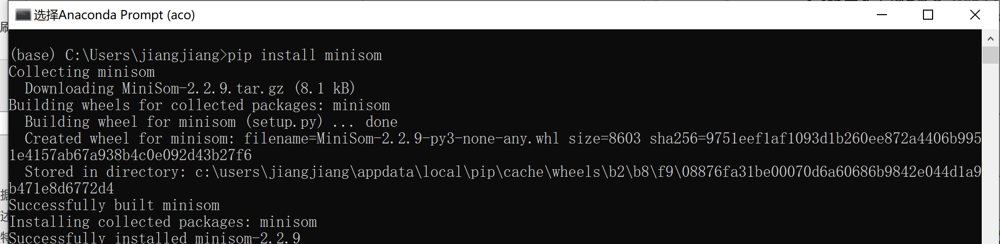 选择Anaconda Prompt (aco)
刷
(base) C:\Users\jiangjiang>pip install minisom
Collecting minisom
  Downloading MiniSom-2.2.9.tar.gz (8.1 kB)
Building wheels for collected packages: minisom
  Building wheel for minisom (setup.py) ... done
  Created wheel for minisom: filename=MiniSom-2.2.9-py3-none-any.whl size=8603 sha256=9751eef1af1093d1b260ee872a4406b995
1e4157ab67a938b4c0e092d43b27f6
  Stored in directory: c:\users\jiangjiang\appdata\local\pip\cache\wheels\b2\b8\f9\08876fa31be00070d6a60686b9842e044d1a9
b471e8d6772d4
据
Successfully built minisom
Installing collected packages: minisom
Successfully installed minisom-2.2.9
特